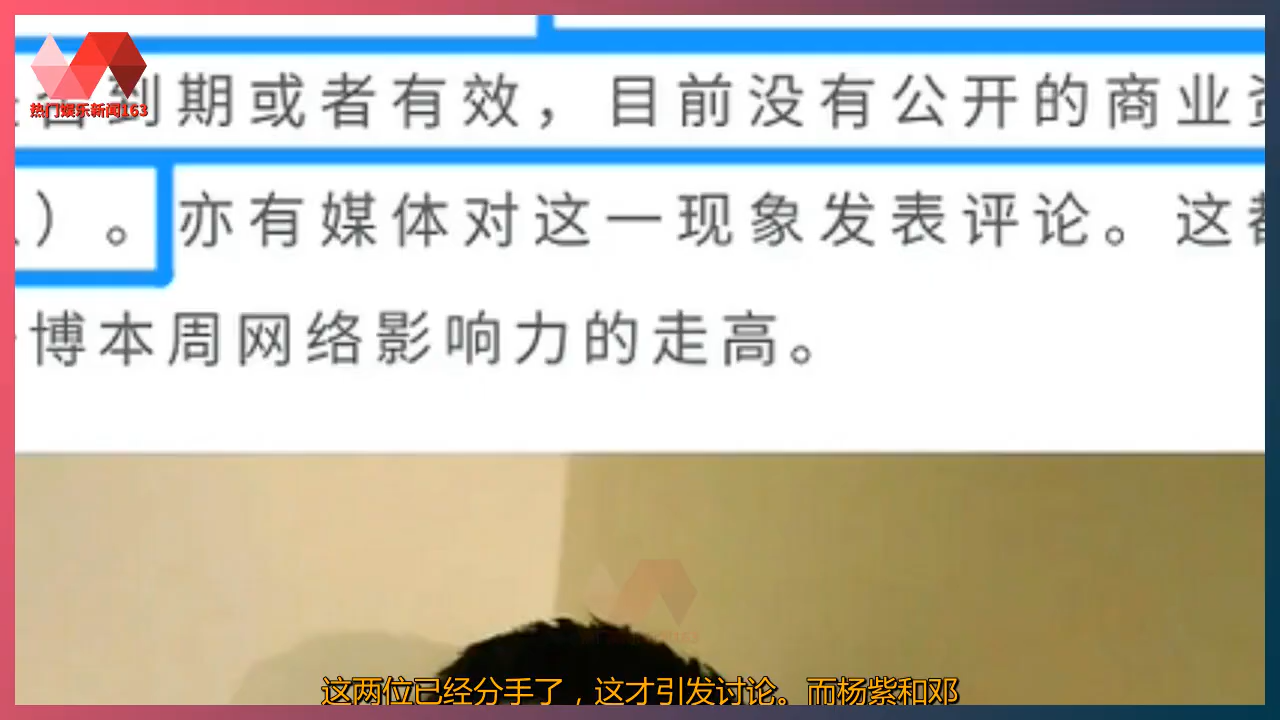 热门娱乐新闻163
到期或者有效，目前没有公开的商业
）。亦有媒体对这一现象发表评论。这
博本周网络影响力的走高。
这两位已经分手了，这才引发讨论。而杨紫和邓